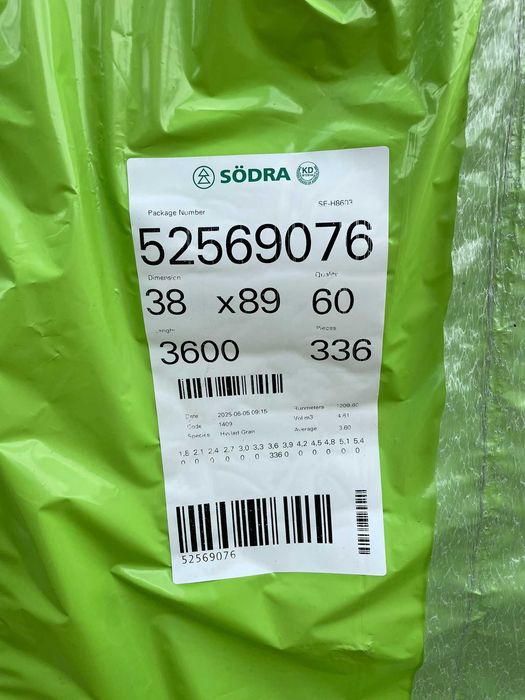 SÖDRA KD
Package Number SE-H8603
52569076
Dimension Quality
38 x89 60
Length Pieces
3600 336
Date 2025-06-05 09:15 Runmeters 1209.60
Code 1409 Vol m3 4.61
Species Hyvlad Gran Average 3.60
1,8 2.1 2.4 2.7 3,0 3,3 3,6 3,9 4,2 4,5 4,8 5,1 5,4
0 0 0 0 0 0 336 0 0 0 0 0 0
52569076